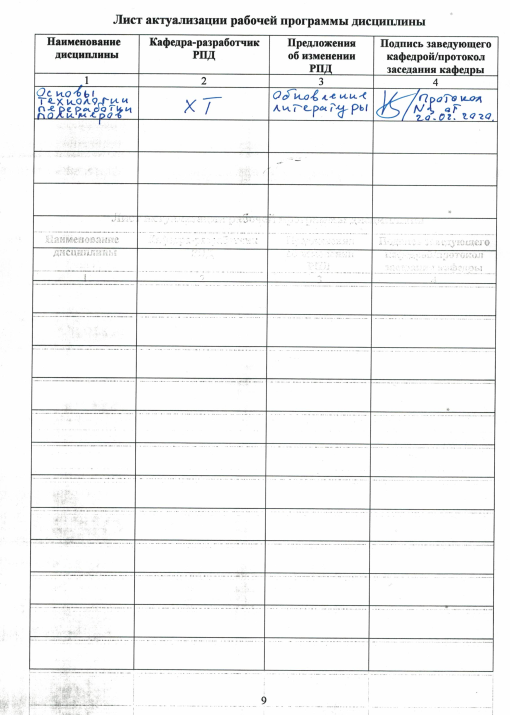 Лист актуализации рабочей программы дисциплины
Наименование дисциплины
Кафедра-разработчик РПД
Предложения об изменении РПД
Подпись заведующего кафедрой/протокол заседания кафедры
1
2
3
4
Основы
технологии
переработки
полимеров
ХТ
Обновление
литературы
Протокол
№3 от
20.02.2020.
9